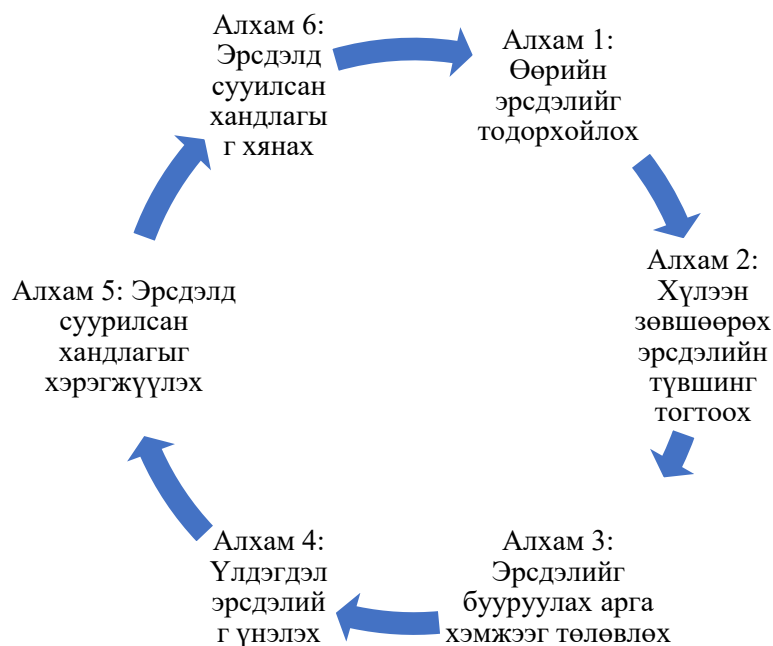 Алхам 1:
Өөрийн
эрсдэлийг
тодорхойлох
Алхам 2:
Хүлээн
зөвшөөрөх
эрсдэлийн
түвшинг
тогтоох
Алхам 3:
Эрсдэлийг
бууруулах арга
хэмжээг төлөвлөх
Алхам 4:
Үлдэгдэл
эрсдэлий
г үнэлэх
Алхам 5: Эрсдэлд
суурилсан
хандлагыг
хэрэгжүүлэх
Алхам 6:
Эрсдэлд
сууилсан
хандлагы
г хянах